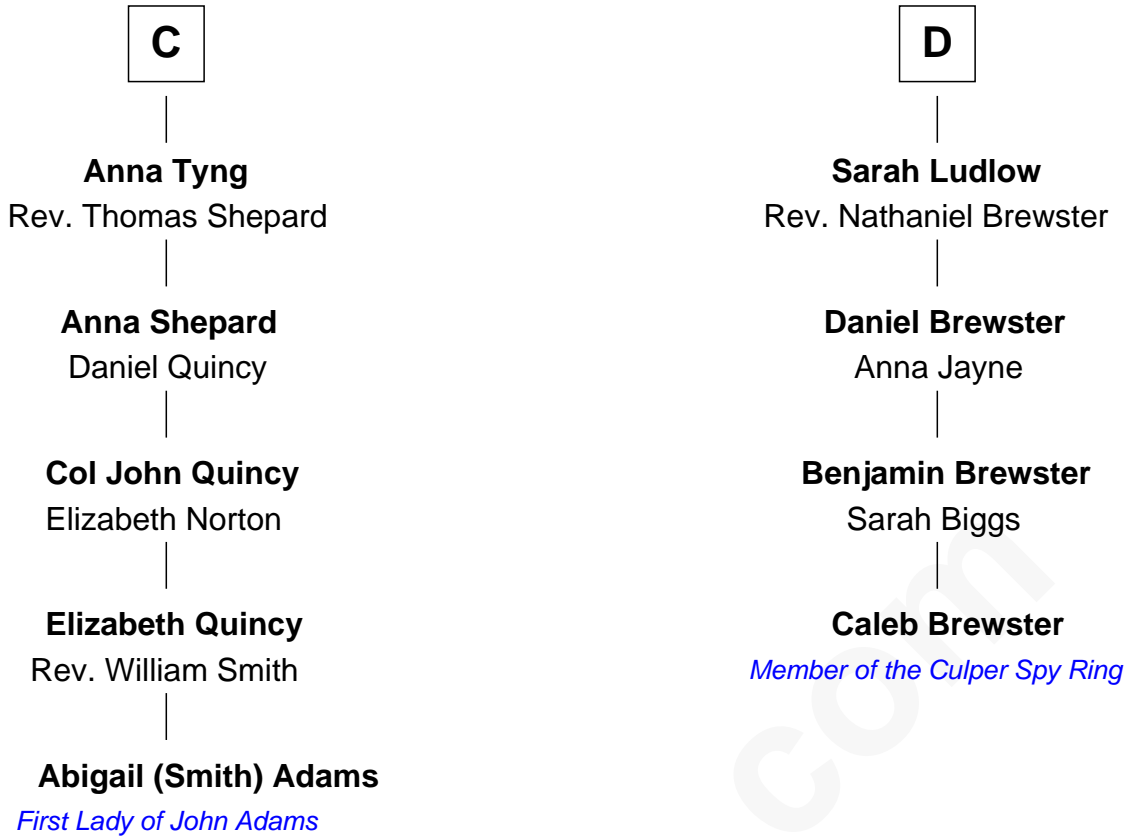 C
Anna Tyng
Rev. Thomas Shepard
Anna Shepard
Daniel Quincy
Col John Quincy
Elizabeth Norton
Elizabeth Quincy
Rev. William Smith
Abigail (Smith) Adams
First Lady of John Adams
D
Sarah Ludlow
Rev. Nathaniel Brewster
Daniel Brewster
Anna Jayne
Benjamin Brewster
Sarah Biggs
Caleb Brewster
Member of the Culper Spy Ring
com